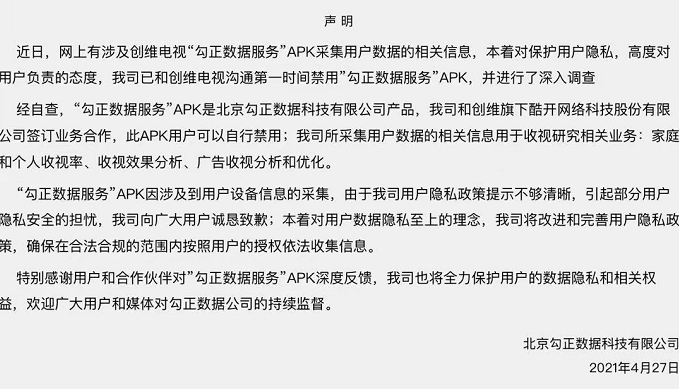 声 明
近日，网上有涉及创维电视“勾正数据服务”APK采集用户数据的相关信息，本着对保护用户隐私，高度对
用户负责的态度，我司已和创维电视沟通第一时间禁用”勾正数据服务”APK，并进行了深入调查
经自查，“勾正数据服务”APK是北京勾正数据科技有限公司产品，我司和创维旗下酷开网络科技股份有限
公司签订业务合作，此APK用户可以自行禁用；我司所采集用户数据的相关信息用于收视研究相关业务：家庭
和个人收视率、收视效果分析、广告收视分析和优化。
“勾正数据服务”APK因涉及到用户设备信息的采集，由于我司用户隐私政策提示不够清晰，引起部分用户
隐私安全的担忧，我司向广大用户诚恳致歉；本着对用户数据隐私至上的理念，我司将改进和完善用户隐私政
策，确保在合法合规的范围内按照用户的授权依法收集信息。
特别感谢用户和合作伙伴对”勾正数据服务”APK深度反馈，我司也将全力保护用户的数据隐私和相关权
益，欢迎广大用户和媒体对勾正数据公司的持续监督。
北京勾正数据科技有限公司
2021年4月27日